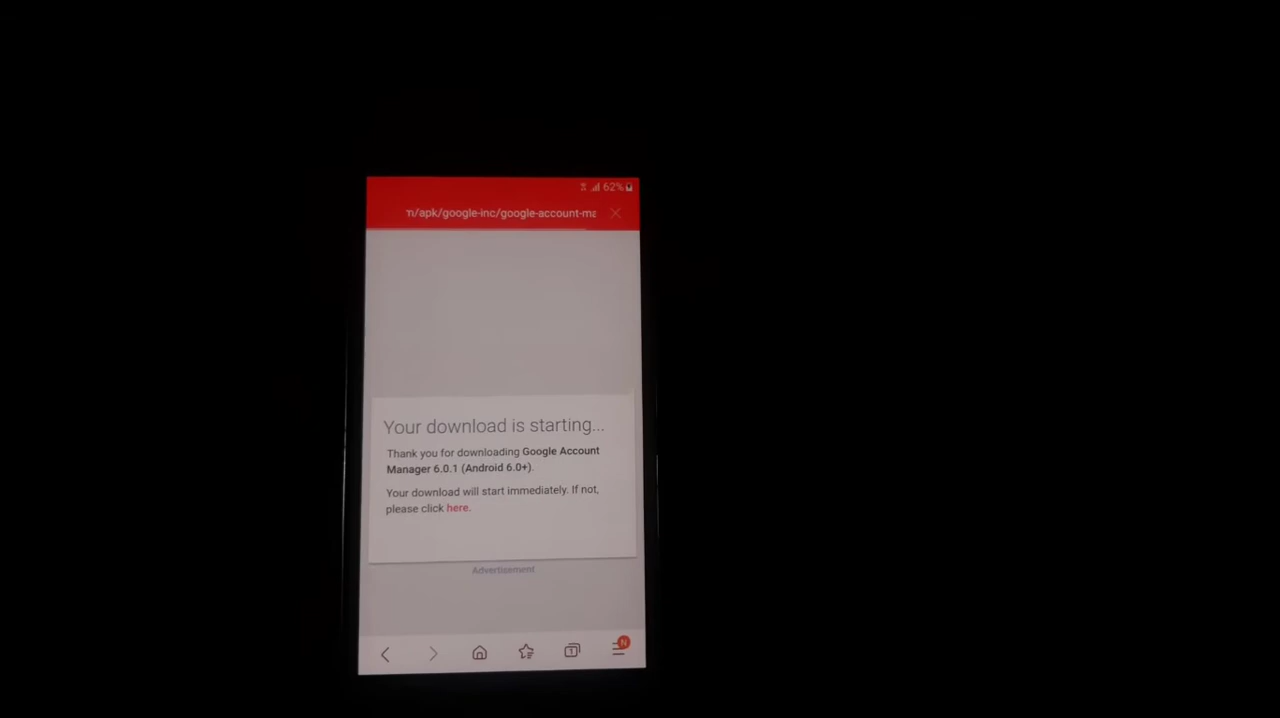 62%
m/apk/google-inc/google-account-ma
Your download is starting...
Thank you for downloading Google Account
Manager 6.0.1 (Android 6.0+).
Your download will start immediately. If not,
please click here.
Advertisement
1
N